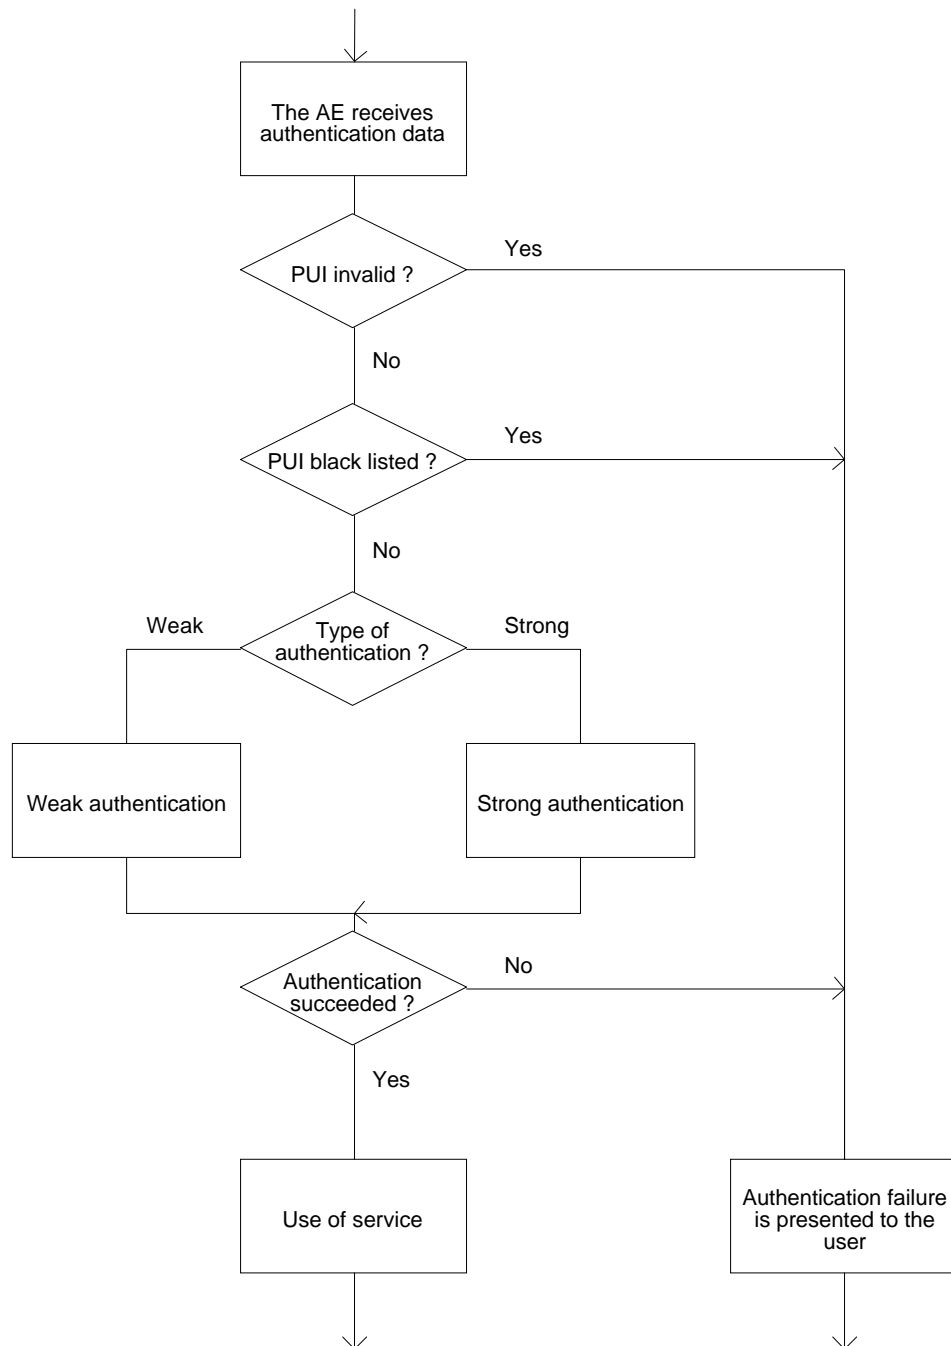 The AE receives
authentication data
Yes
PUI invalid ?
No
Yes
PUI black listed ?
No
Weak
Type of
authentication ?
Strong
Weak authentication
Strong authentication
No
Authentication
succeeded ?
Yes
Use of service
Authentication failure
is presented to the
user